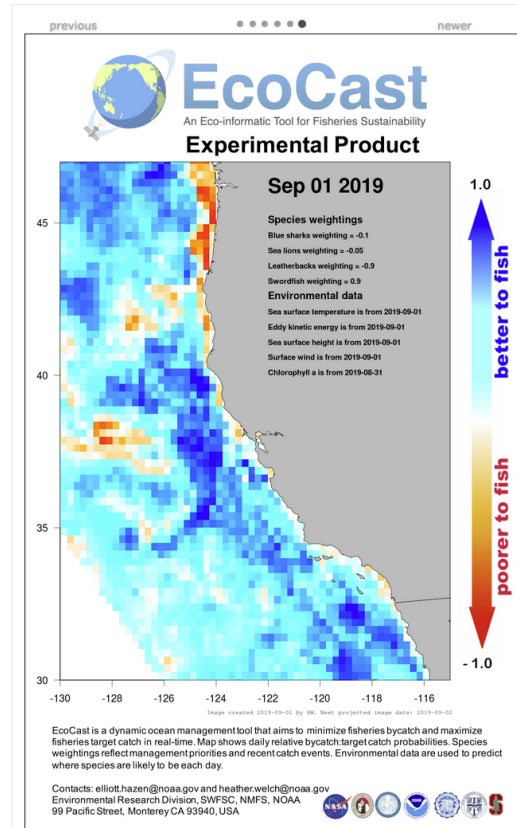 previous
newer
EcoCast
An Eco-informatic Tool for Fisheries Sustainability
Experimental Product
Sep 01 2019
Species weightings
Blue sharks weighting = -0.1
Sea lions weighting = -0.05
Leatherbacks weighting = -0.9
Swordfish weighting = 0.9
Environmental data
Sea surface temperature is from 2019-09-01
Eddy kinetic energy is from 2019-09-01
Sea surface height is from 2019-09-01
Surface wind is from 2019-09-01
Chlorophyll a is from 2019-08-31
1.0
better to fish
poorer to fish
- 1.0
45
40
35
30
-130
-128
-126
-124
-122
-120
-118
-116
Image created 2019-09-01 by HW. Next projected image date: 2019-09-02
EcoCast is a dynamic ocean management tool that aims to minimize fisheries bycatch and maximize
fisheries target catch in real-time. Map shows daily relative bycatch:target catch probabilities. Species
weightings reflect management priorities and recent catch events. Environmental data are used to predict
where species are likely to be each day.
Contacts: elliott.hazen@noaa.gov and heather.welch@noaa.gov
Environmental Research Division, SWFSC, NMFS, NOAA
99 Pacific Street, Monterey CA 93940, USA
NASA